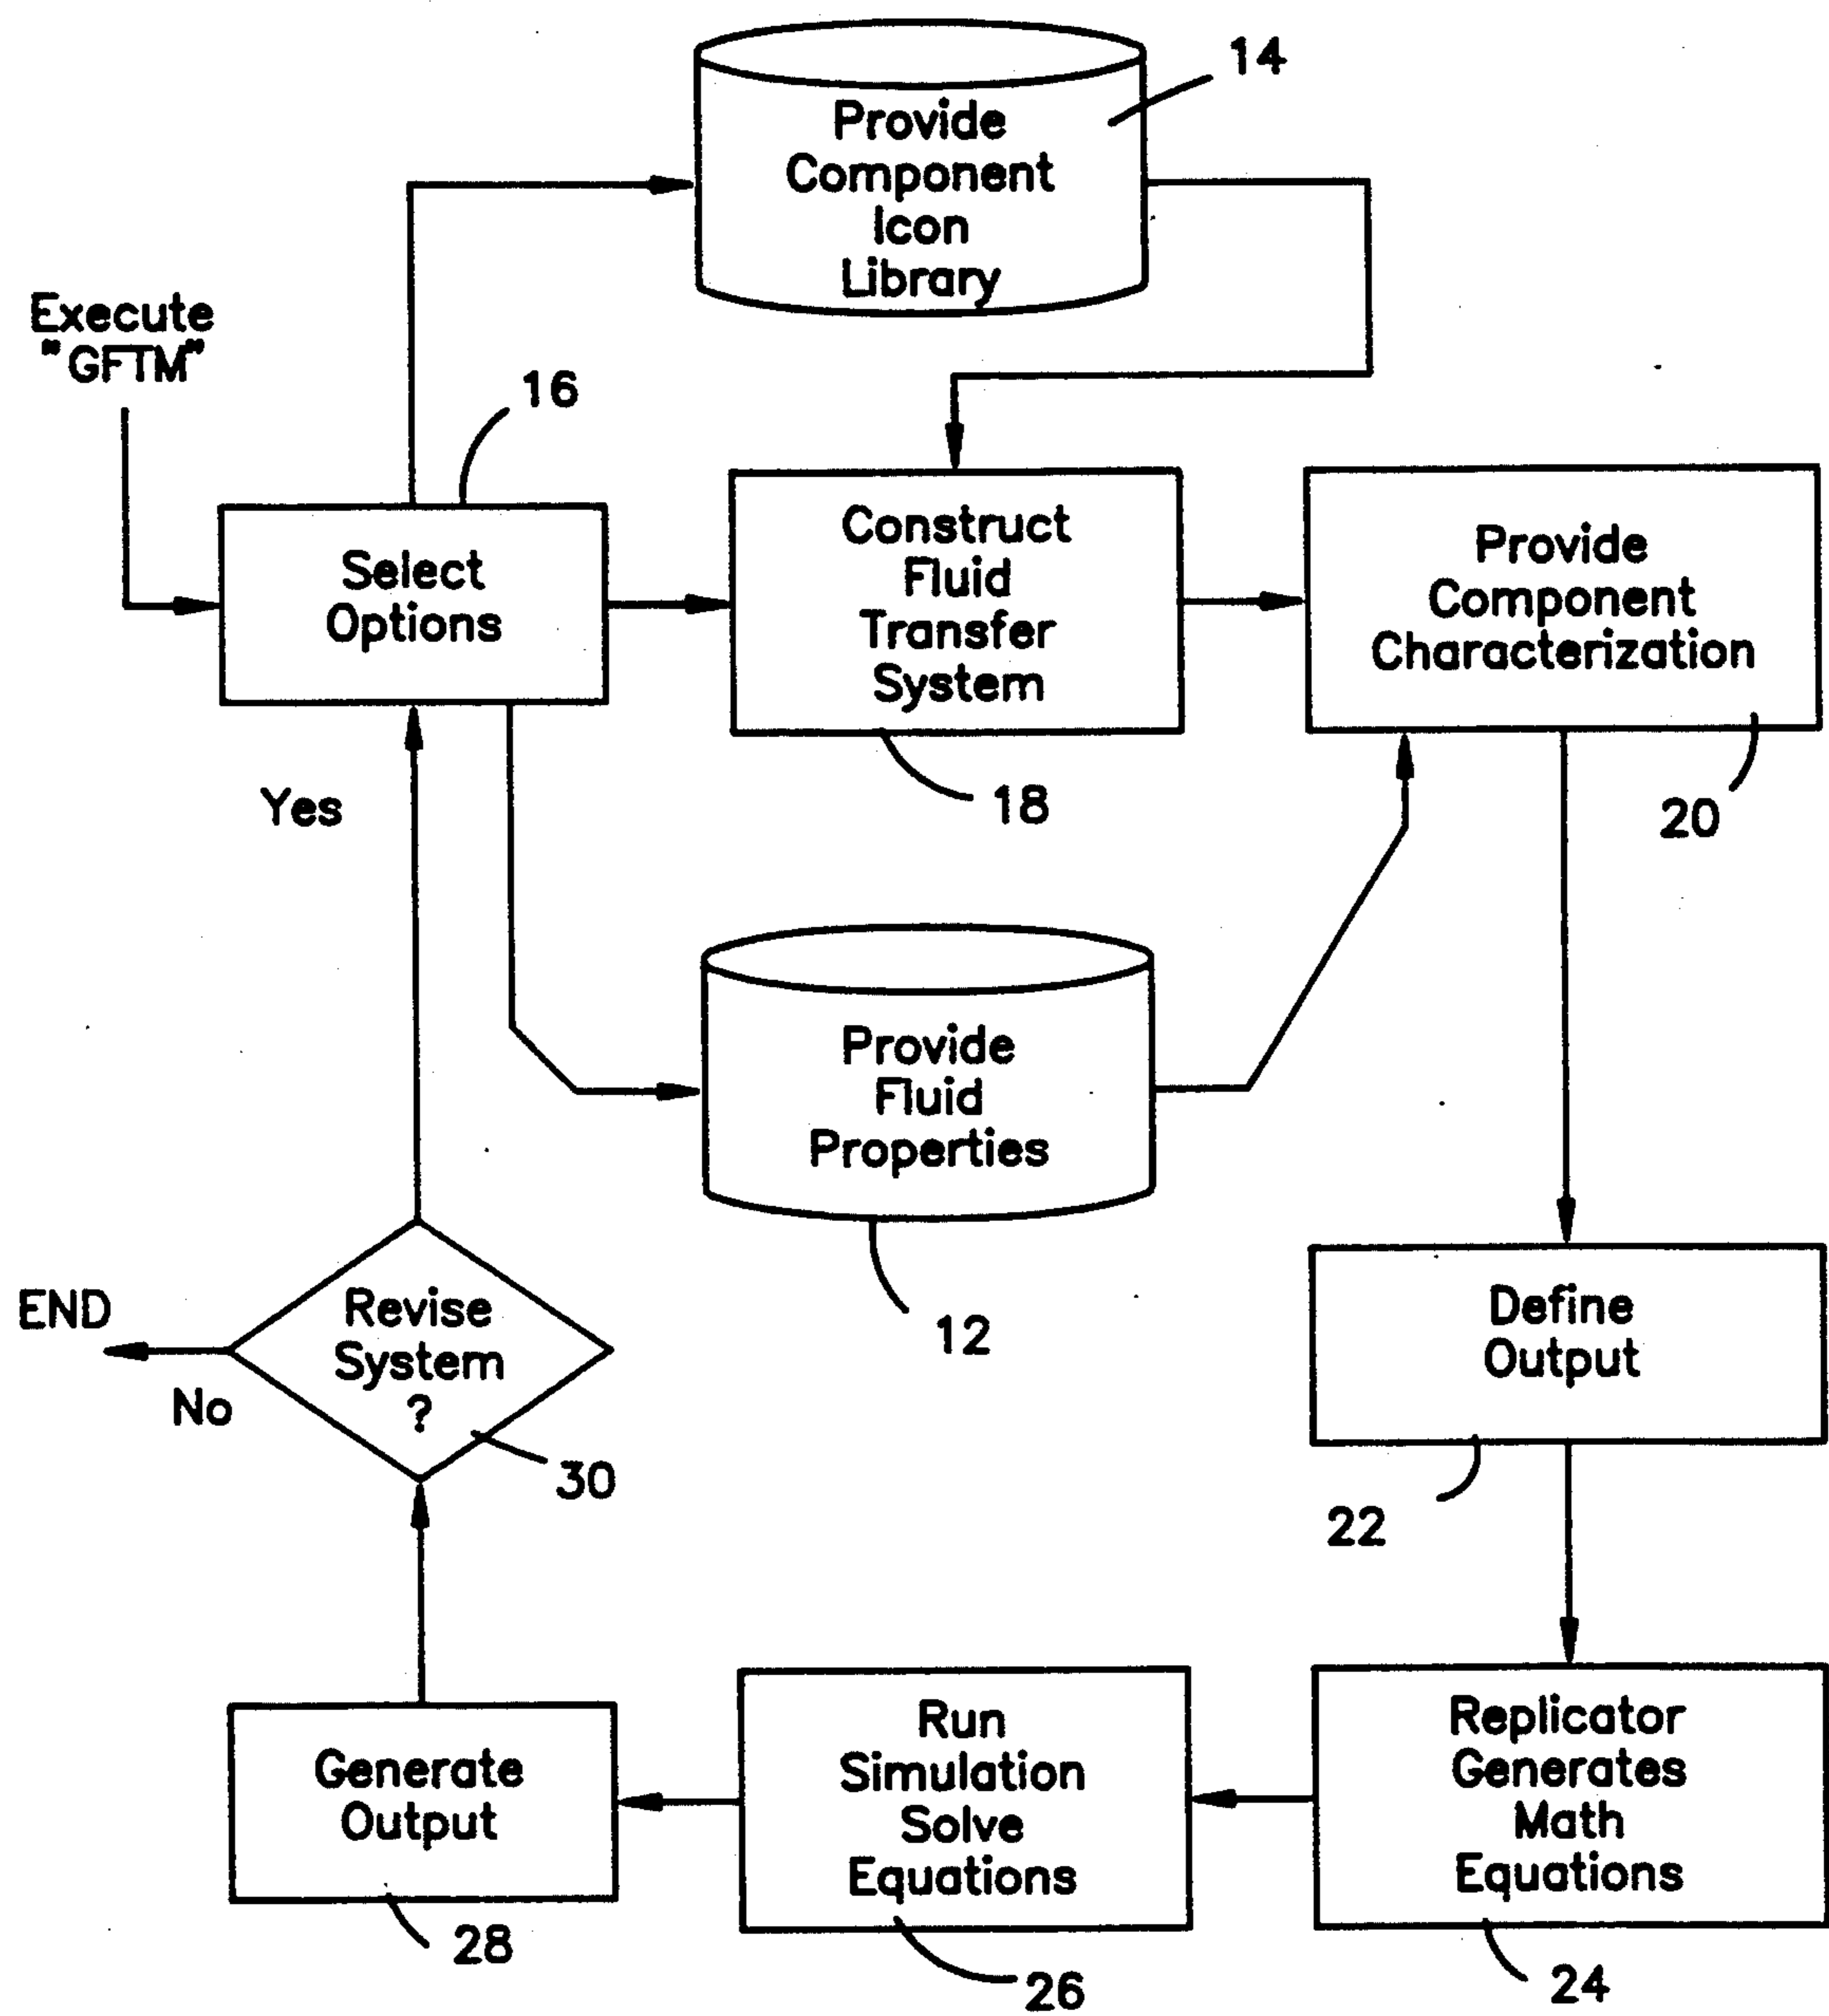 14
Provide
Component
Icon
Library
Execute
"GFTM"
16
Select
Options
Construct
Fluid
Transfer
System
Provide
Component
Characterization
Yes
18
20
Provide
Fluid
Properties
12
END
No
Revise
System
?
30
Define
Output
22
Generate
Output
28
Run
Simulation
Solve
Equations
26
Replicator
Generates
Math
Equations
24